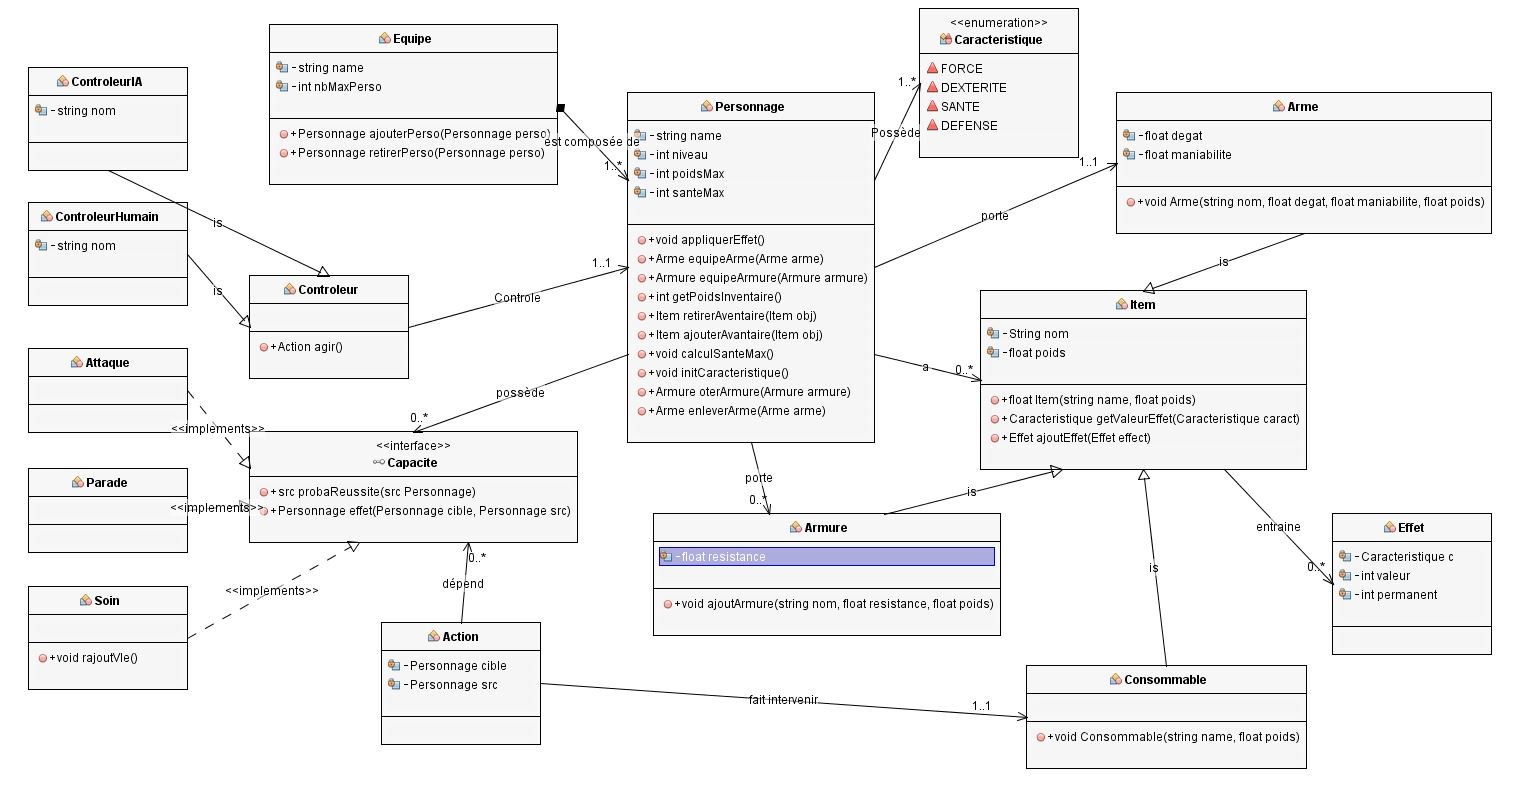 ControleurIA
- string nom
ControleurHumain
- string nom
Equipe
- string name
- int nbMaxPerso
+ Personnage ajouterPerso(Personnage perso)
+ Personnage retirerPerso(Personnage perso)
est composée de
1..*
is
is
Controleur
+ Action agir()
Controle
1..1
Personnage
- string name
- int niveau
- int poidsMax
- int santeMax
+ void appliquerEffet()
+ Arme equipeArme(Arme arme)
+ Armure equipeArmure(Armure armure)
+ int getPoidsInventaire()
+ Item retirerAventaire(Item obj)
+ Item ajouterAvantaire(Item obj)
+ void calculSanteMax()
+ void initCaracteristique()
+ Armure oterArmure(Armure armure)
+ Arme enleverArme(Arme arme)
Possède
1..*
<<enumeration>>
Caracteristique
FORCE
DEXTERITE
SANTE
DEFENSE
porte
1..1
Arme
- float degat
- float maniabilite
+ void Arme(string nom, float degat, float maniabilite, float poids)
is
Item
- String nom
- float poids
+ float Item(string name, float poids)
+ Caracteristique getValeurEffet(Caracteristique caract)
+ Effet ajoutEffet(Effet effect)
a
0..*
possède
0..*
Attaque
<<implements>>
Parade
<<implements>>
Soin
+ void rajoutVIe()
<<implements>>
<<interface>>
Capacite
+ src probaReussite(src Personnage)
+ Personnage effet(Personnage cible, Personnage src)
0..*
dépend
Action
- Personnage cible
- Personnage src
fait intervenir
1..1
porte
0..*
Armure
- float resistance
+ void ajoutArmure(string nom, float resistance, float poids)
is
is
entraine
0..*
Effet
- Caracteristique c
- int valeur
- int permanent
Consommable
+ void Consommable(string name, float poids)